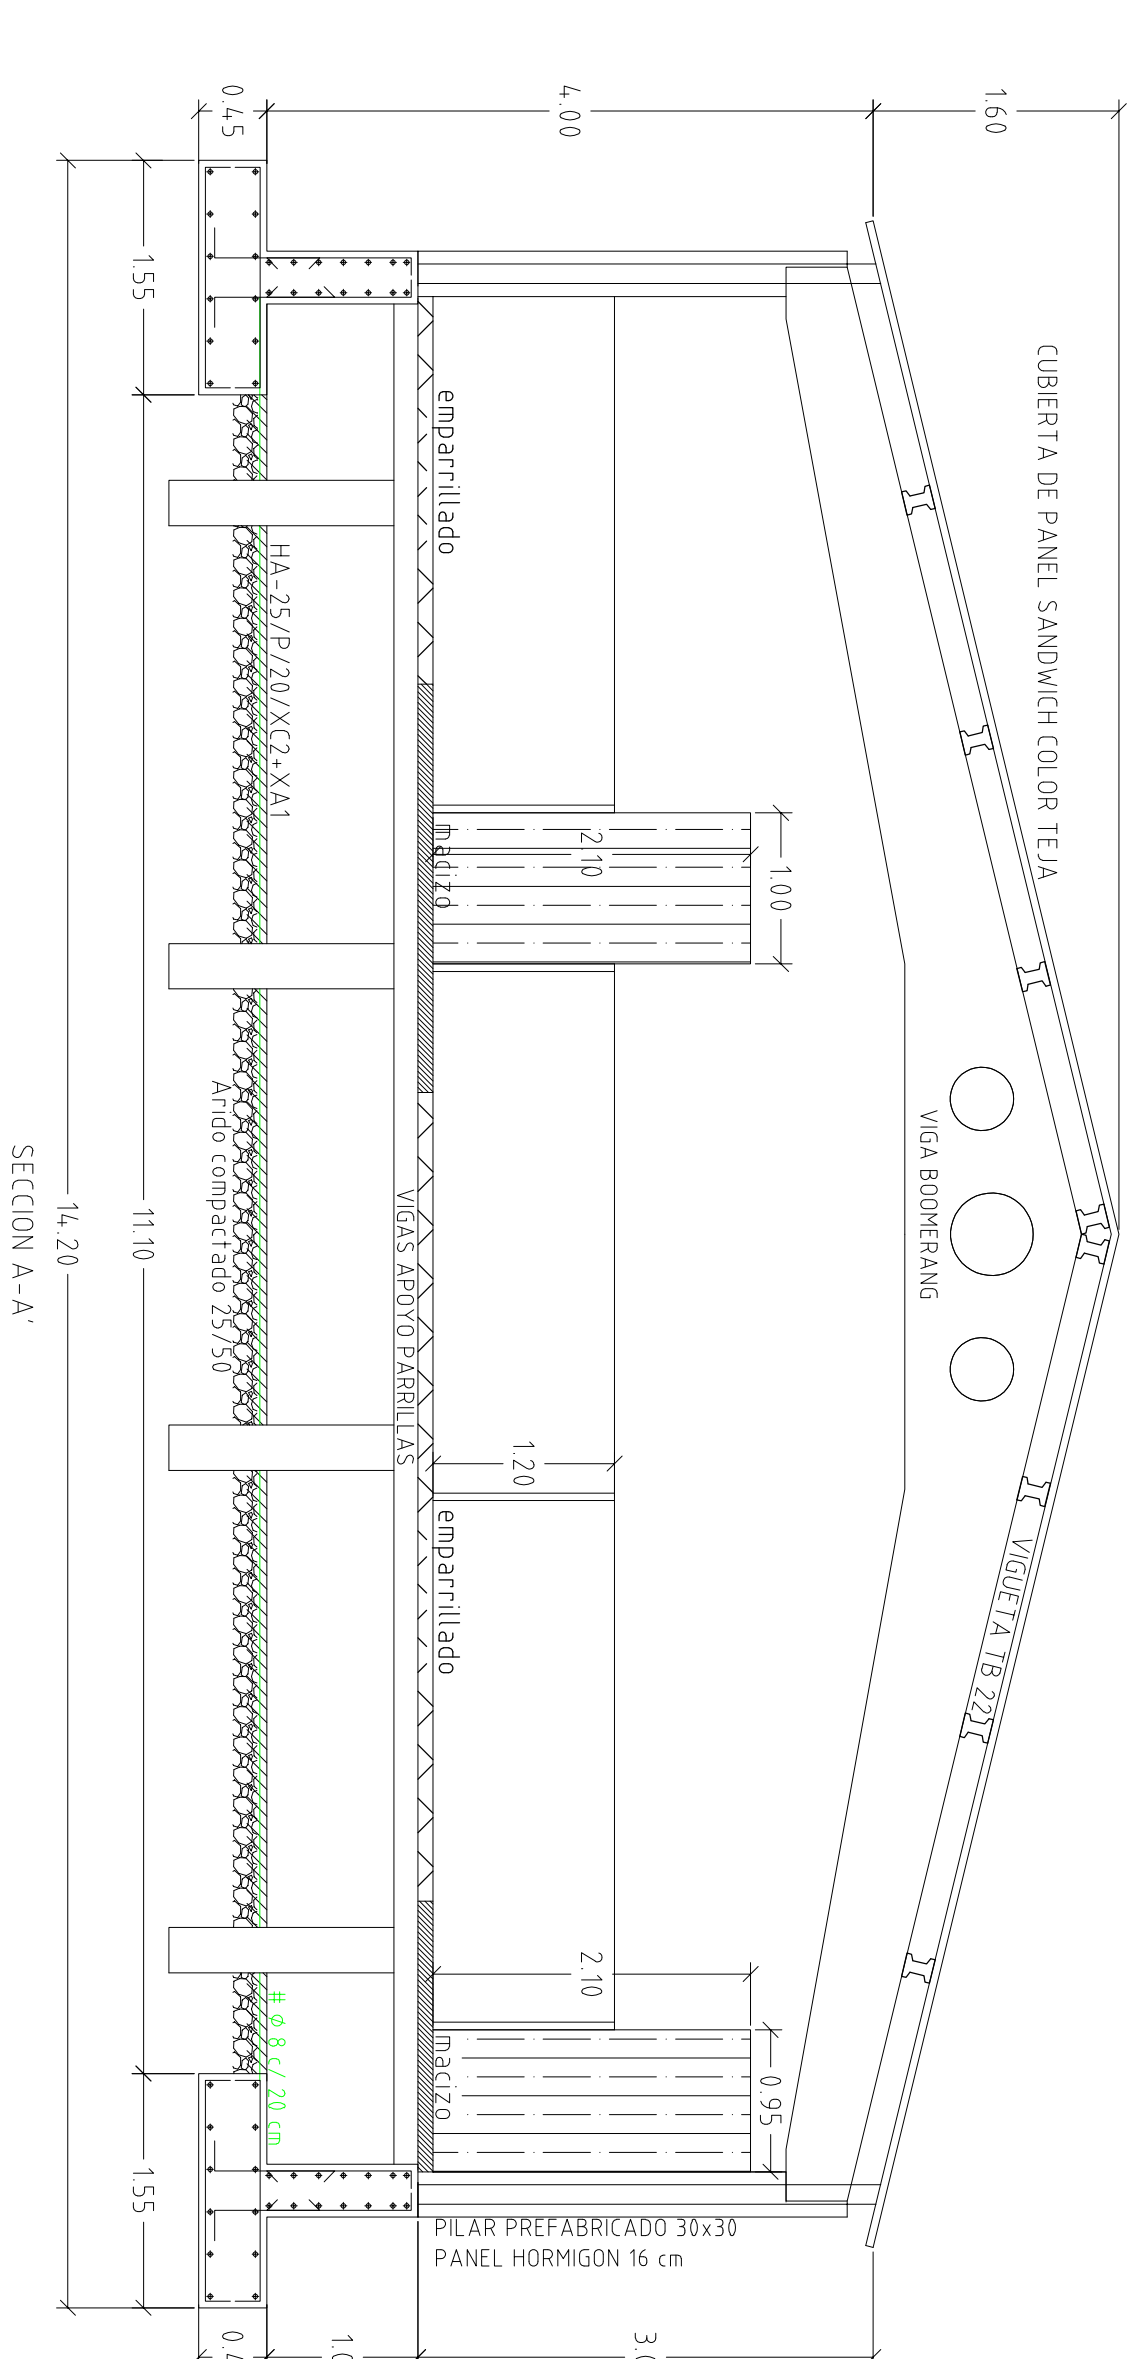 1.60
4.00
0.45
CUBIERTA DE PANEL SANDWICH COLOR TEJA
VIGA BOOMERANG
VIGUETA TB 22
1.00
2.10
0.95
2.10
1.20
emparrillado
macizo
emparrillado
macizo
PILAR PREFABRICADO 30x30
PANEL HORMIGON 16 cm
VIGAS APOYO PARRILLAS
HA-25/P/20/XC2+XA1
# Ø 8 c/ 20 cm
Arido compactado 25/50
1.55
11.10
1.55
14.20
SECCION A-A'